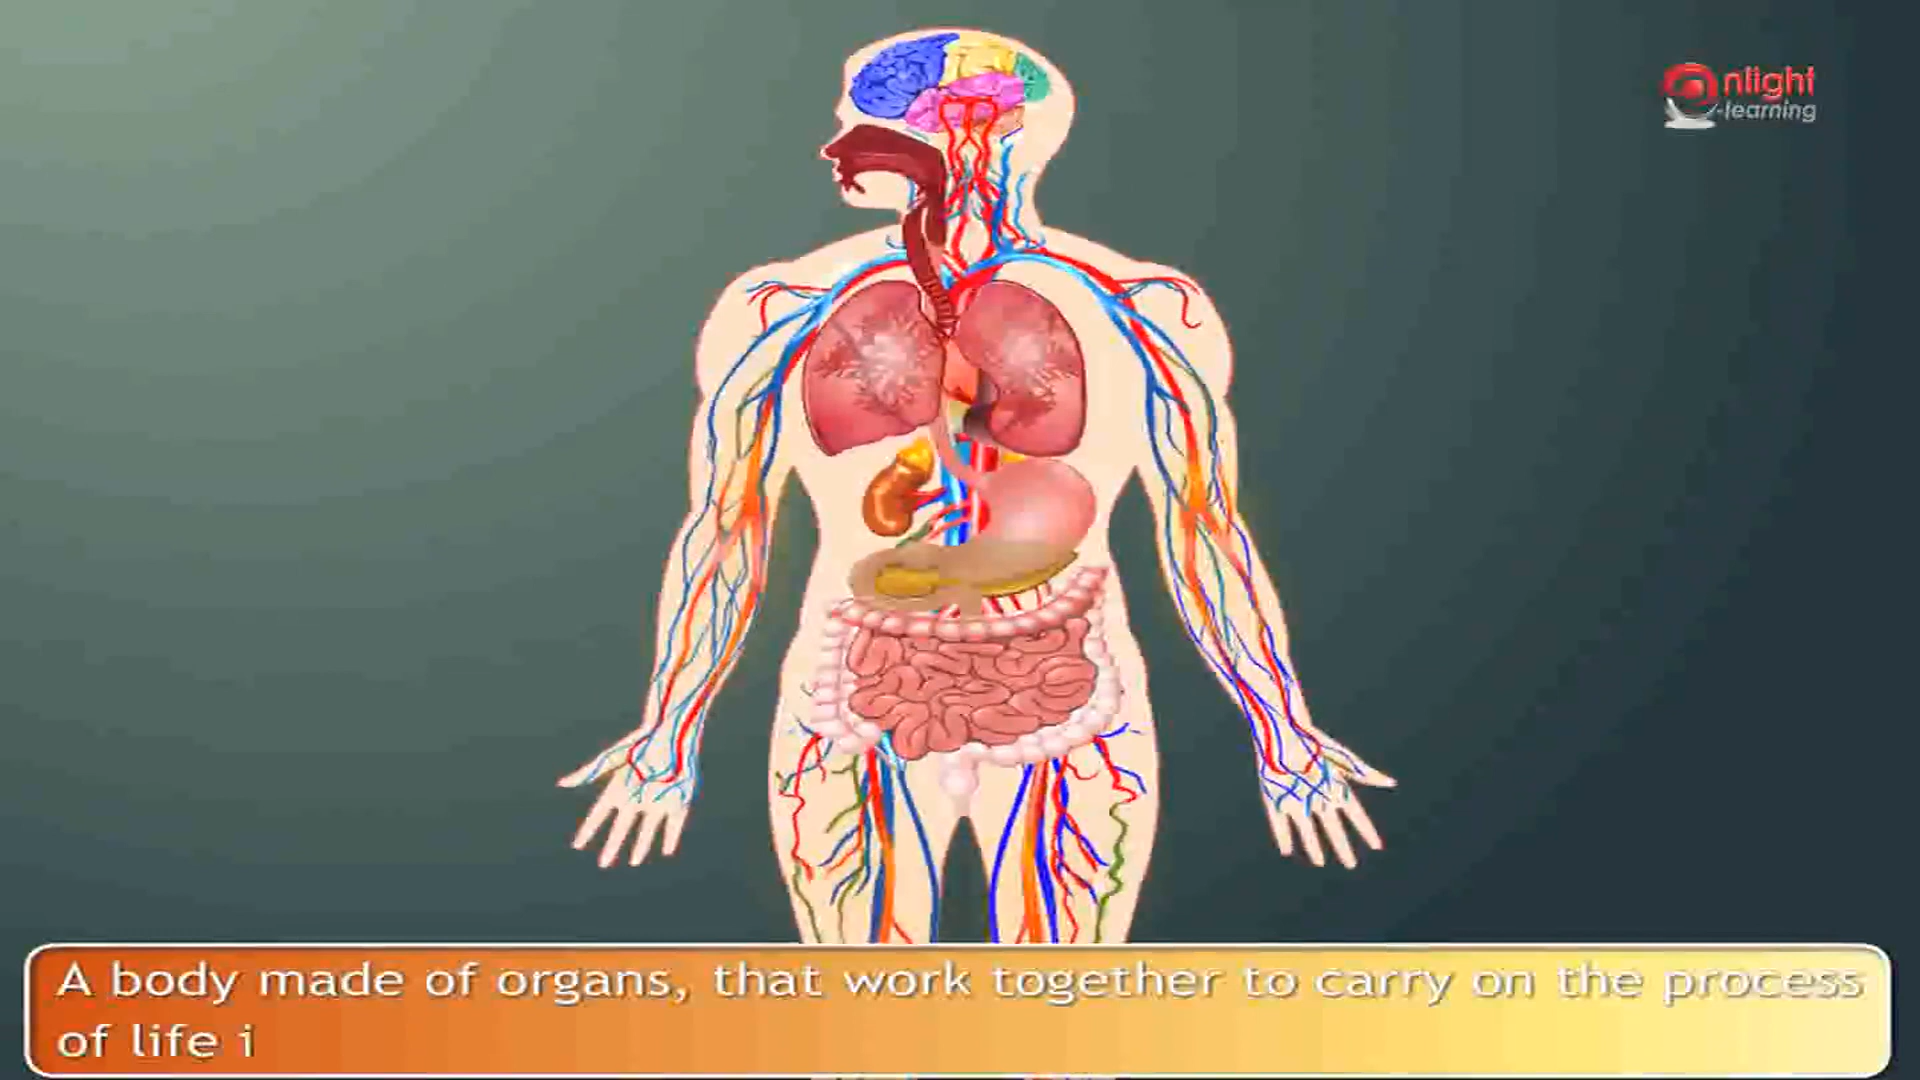 nlight
-learning
A body made of organs, that work together to carry on the process
of life i